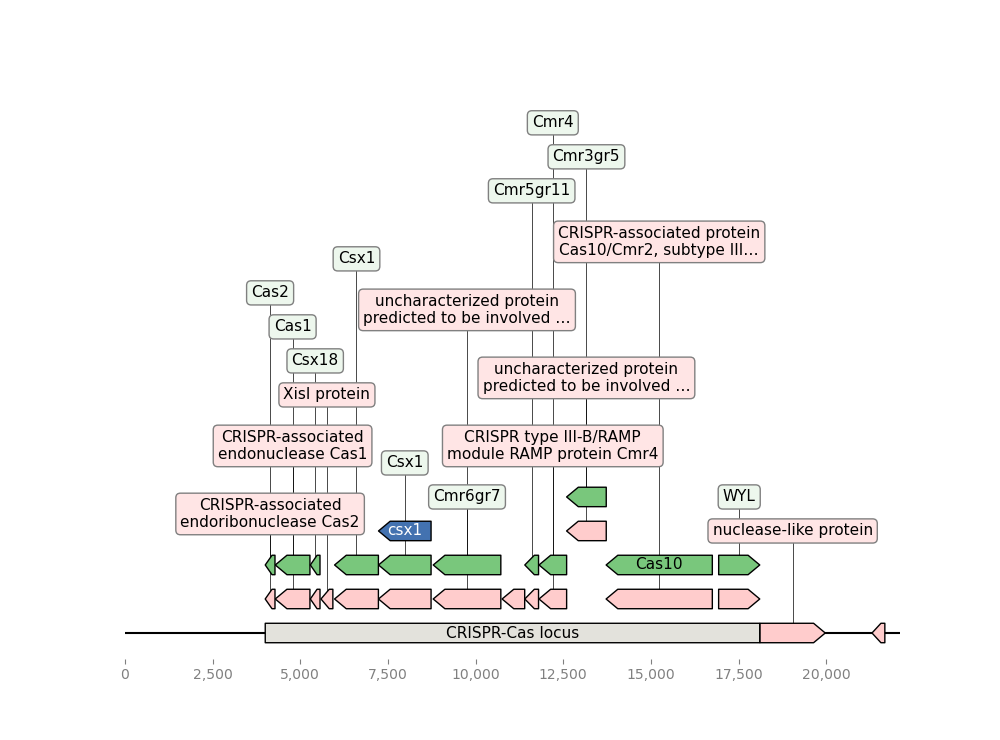 Cmr4
Cmr3gr5
Cmr5gr11
CRISPR-associated protein
Cas10/Cmr2, subtype III...
Csx1
Cas2
uncharacterized protein
predicted to be involved ...
Cas1
Csx18
uncharacterized protein
predicted to be involved ...
XisI protein
CRISPR-associated
endonuclease Cas1
CRISPR type III-B/RAMP
module RAMP protein Cmr4
Csx1
Cmr6gr7
WYL
CRISPR-associated
endoribonuclease Cas2
csx1
nuclease-like protein
Cas10
CRISPR-Cas locus
0
2,500
5,000
7,500
10,000
12,500
15,000
17,500
20,000